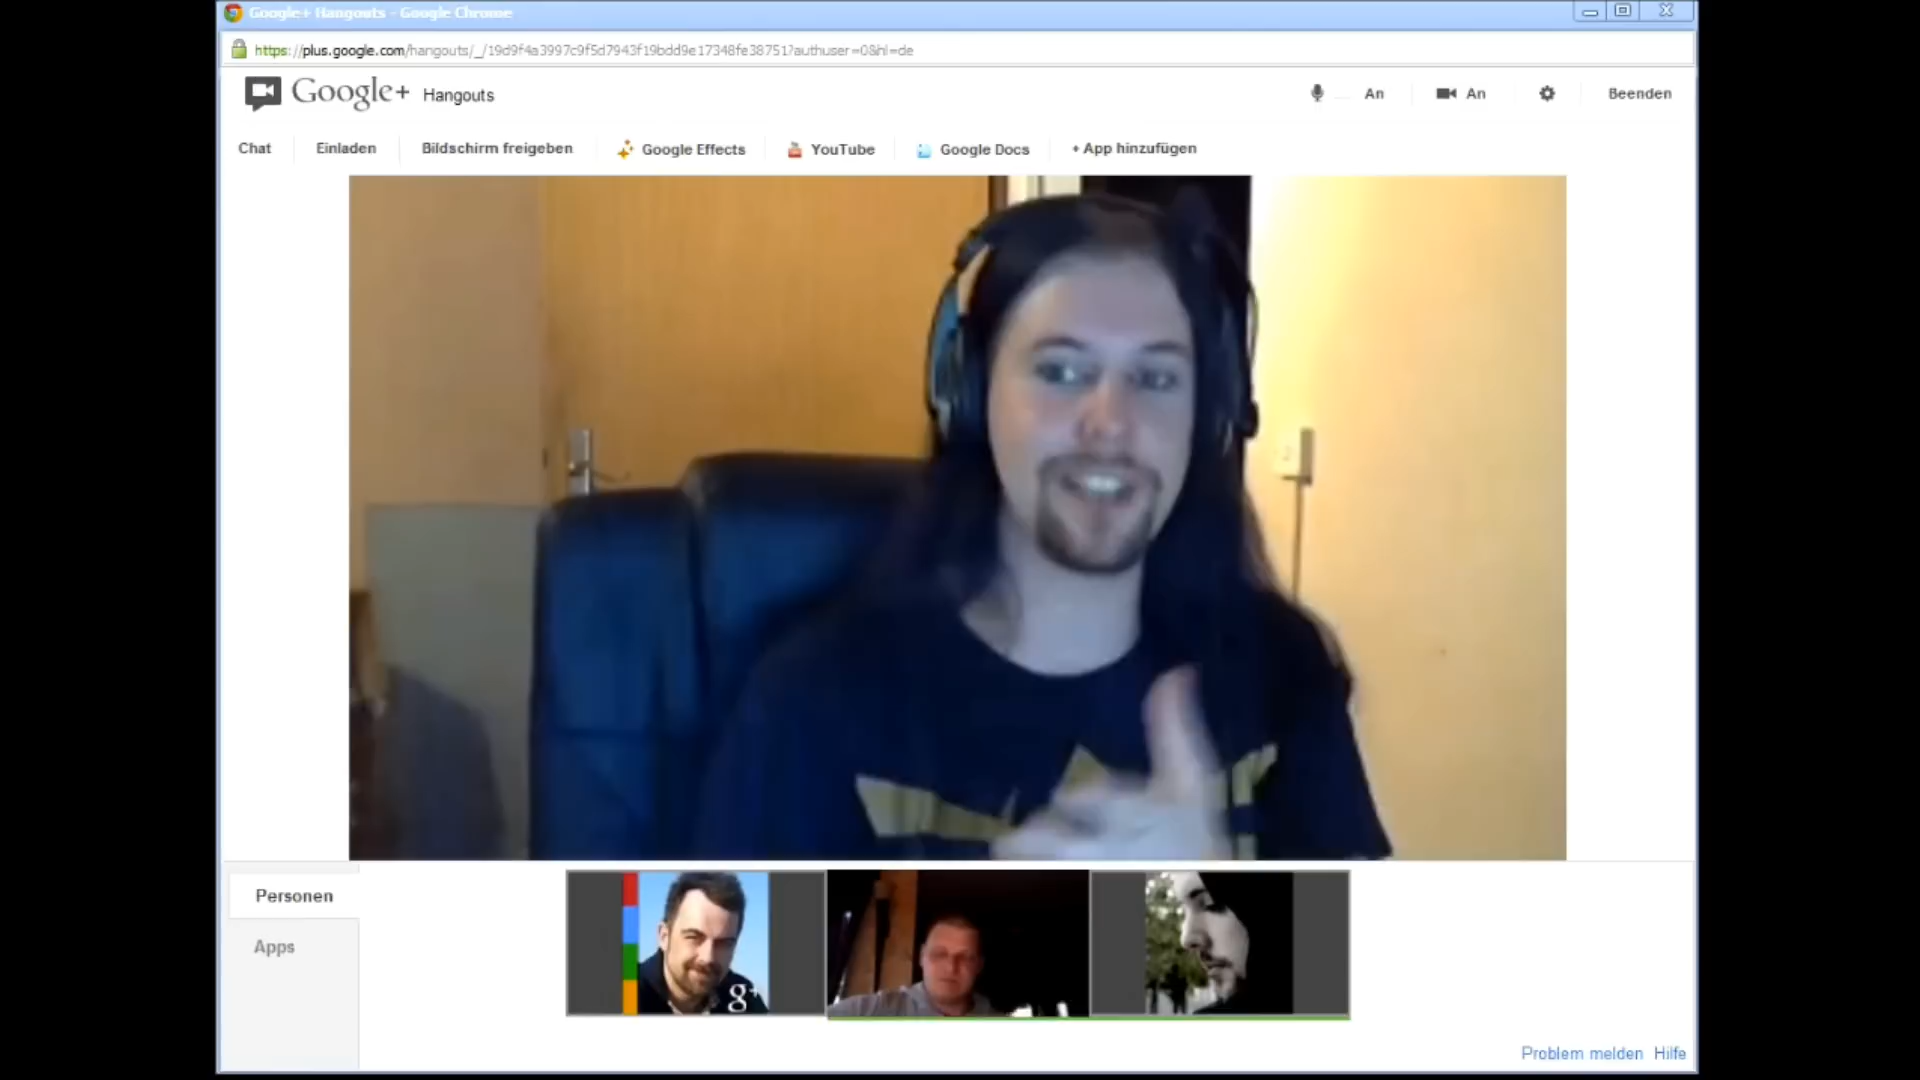 Google+ Hangouts - Google Chrome
https://plus.google.com/hangouts/_/19d9f4a3997c9f5d7943f19bdd9e17348fe38751?authuser=0&hl=de
Google+ Hangouts
An
An
Beenden
Chat
Einladen
Bildschirm freigeben
Google Effects
YouTube
Google Docs
+ App hinzufügen
Personen
Apps
g+
Problem melden
Hilfe